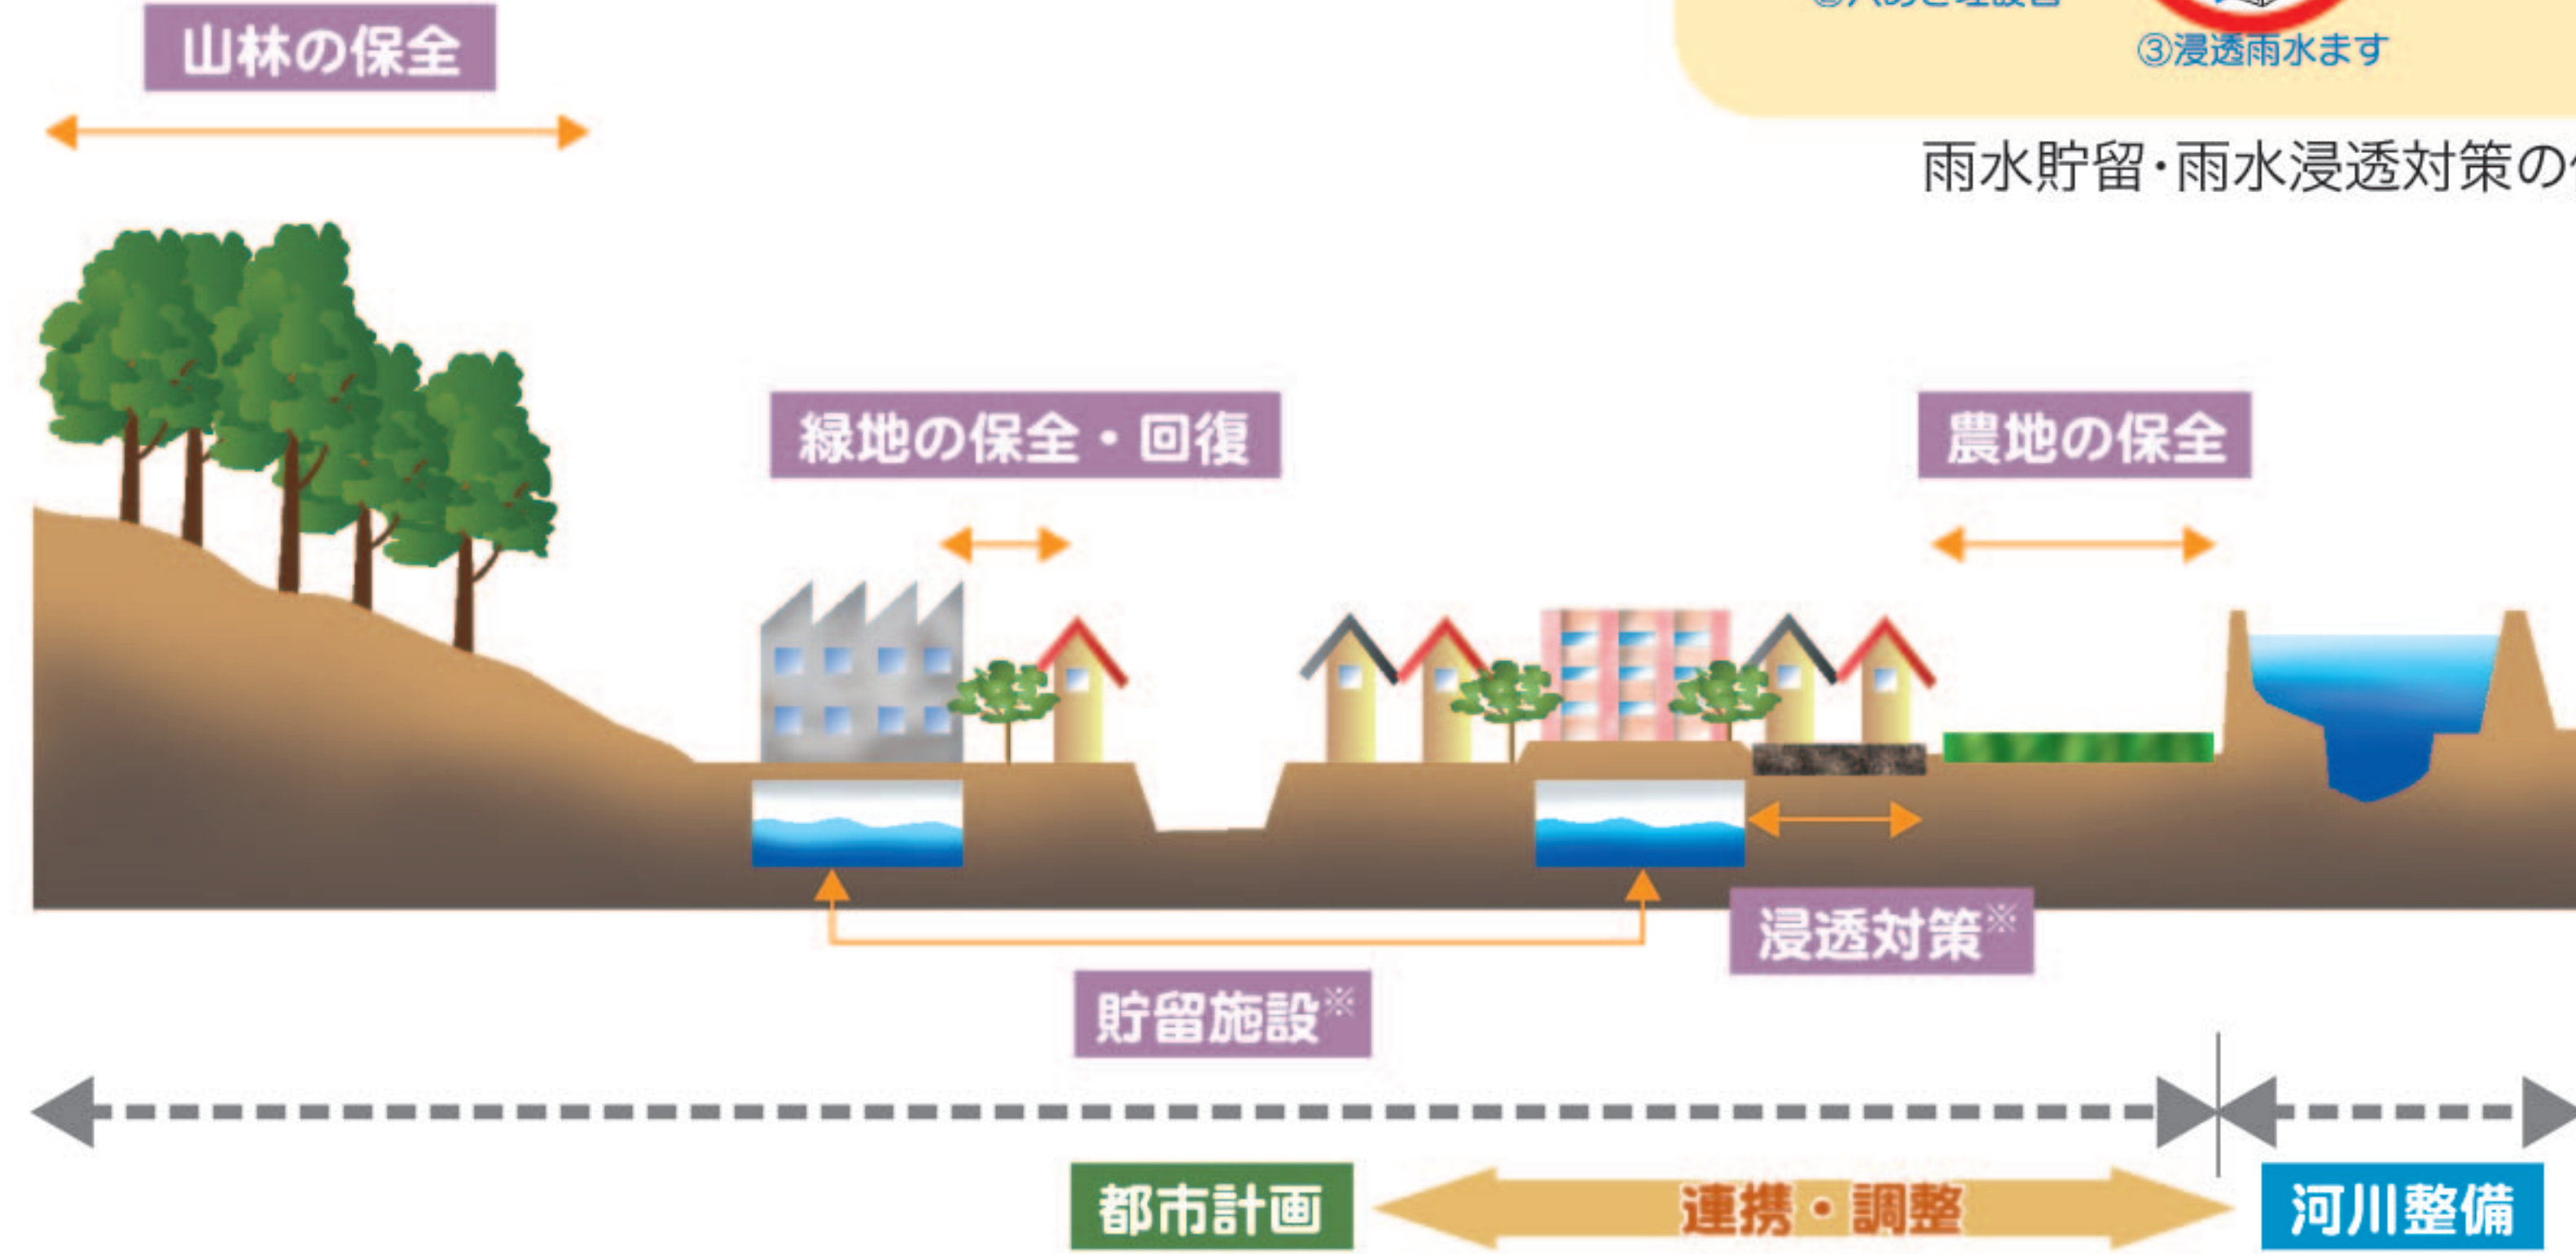 山林の保全
③浸透雨水ます
雨水貯留・雨水浸透対策の
緑地の保全・回復
農地の保全
浸透対策※
貯留施設※
都市計画
連携・調整
河川整備